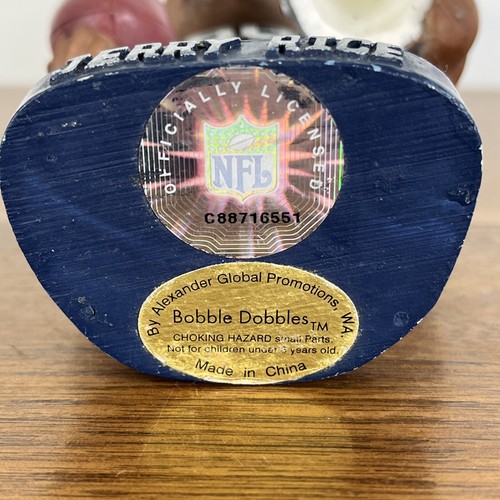 JERRY RICE
OFFICIALLY LICENSED
NFL
C88716551
By Alexander Global Promotions, WA.
Bobble Dobbles TM
CHOKING HAZARD small Parts.
Not for children under 3 years old.
Made in China